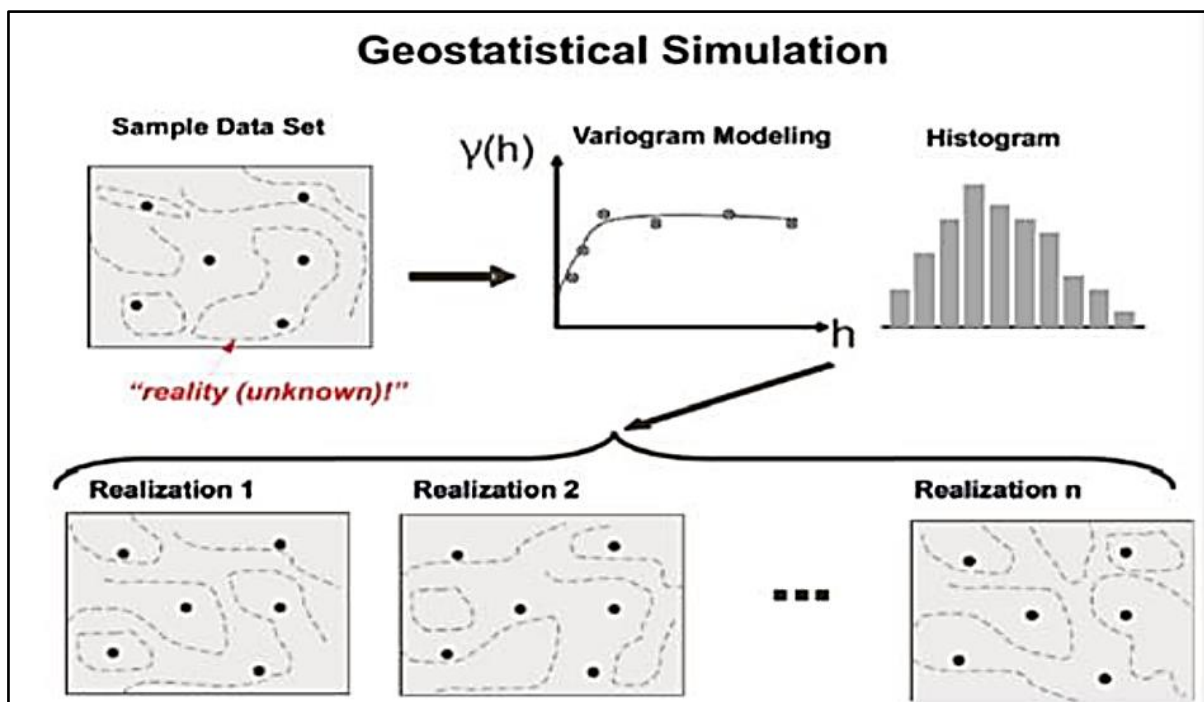 Geostatistical Simulation
Sample Data Set
Variogram Modeling
Histogram
γ(h)
h
"reality (unknown)!"
Realization 1
Realization 2
Realization n